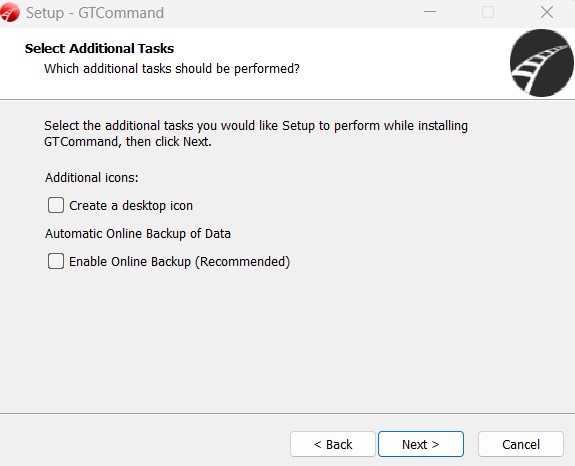 Setup - GTCommand
Select Additional Tasks
Which additional tasks should be performed?
Select the additional tasks you would like Setup to perform while installing
GTCommand, then click Next.
Additional icons:
Create a desktop icon
Automatic Online Backup of Data
Enable Online Backup (Recommended)
< Back
Next >
Cancel